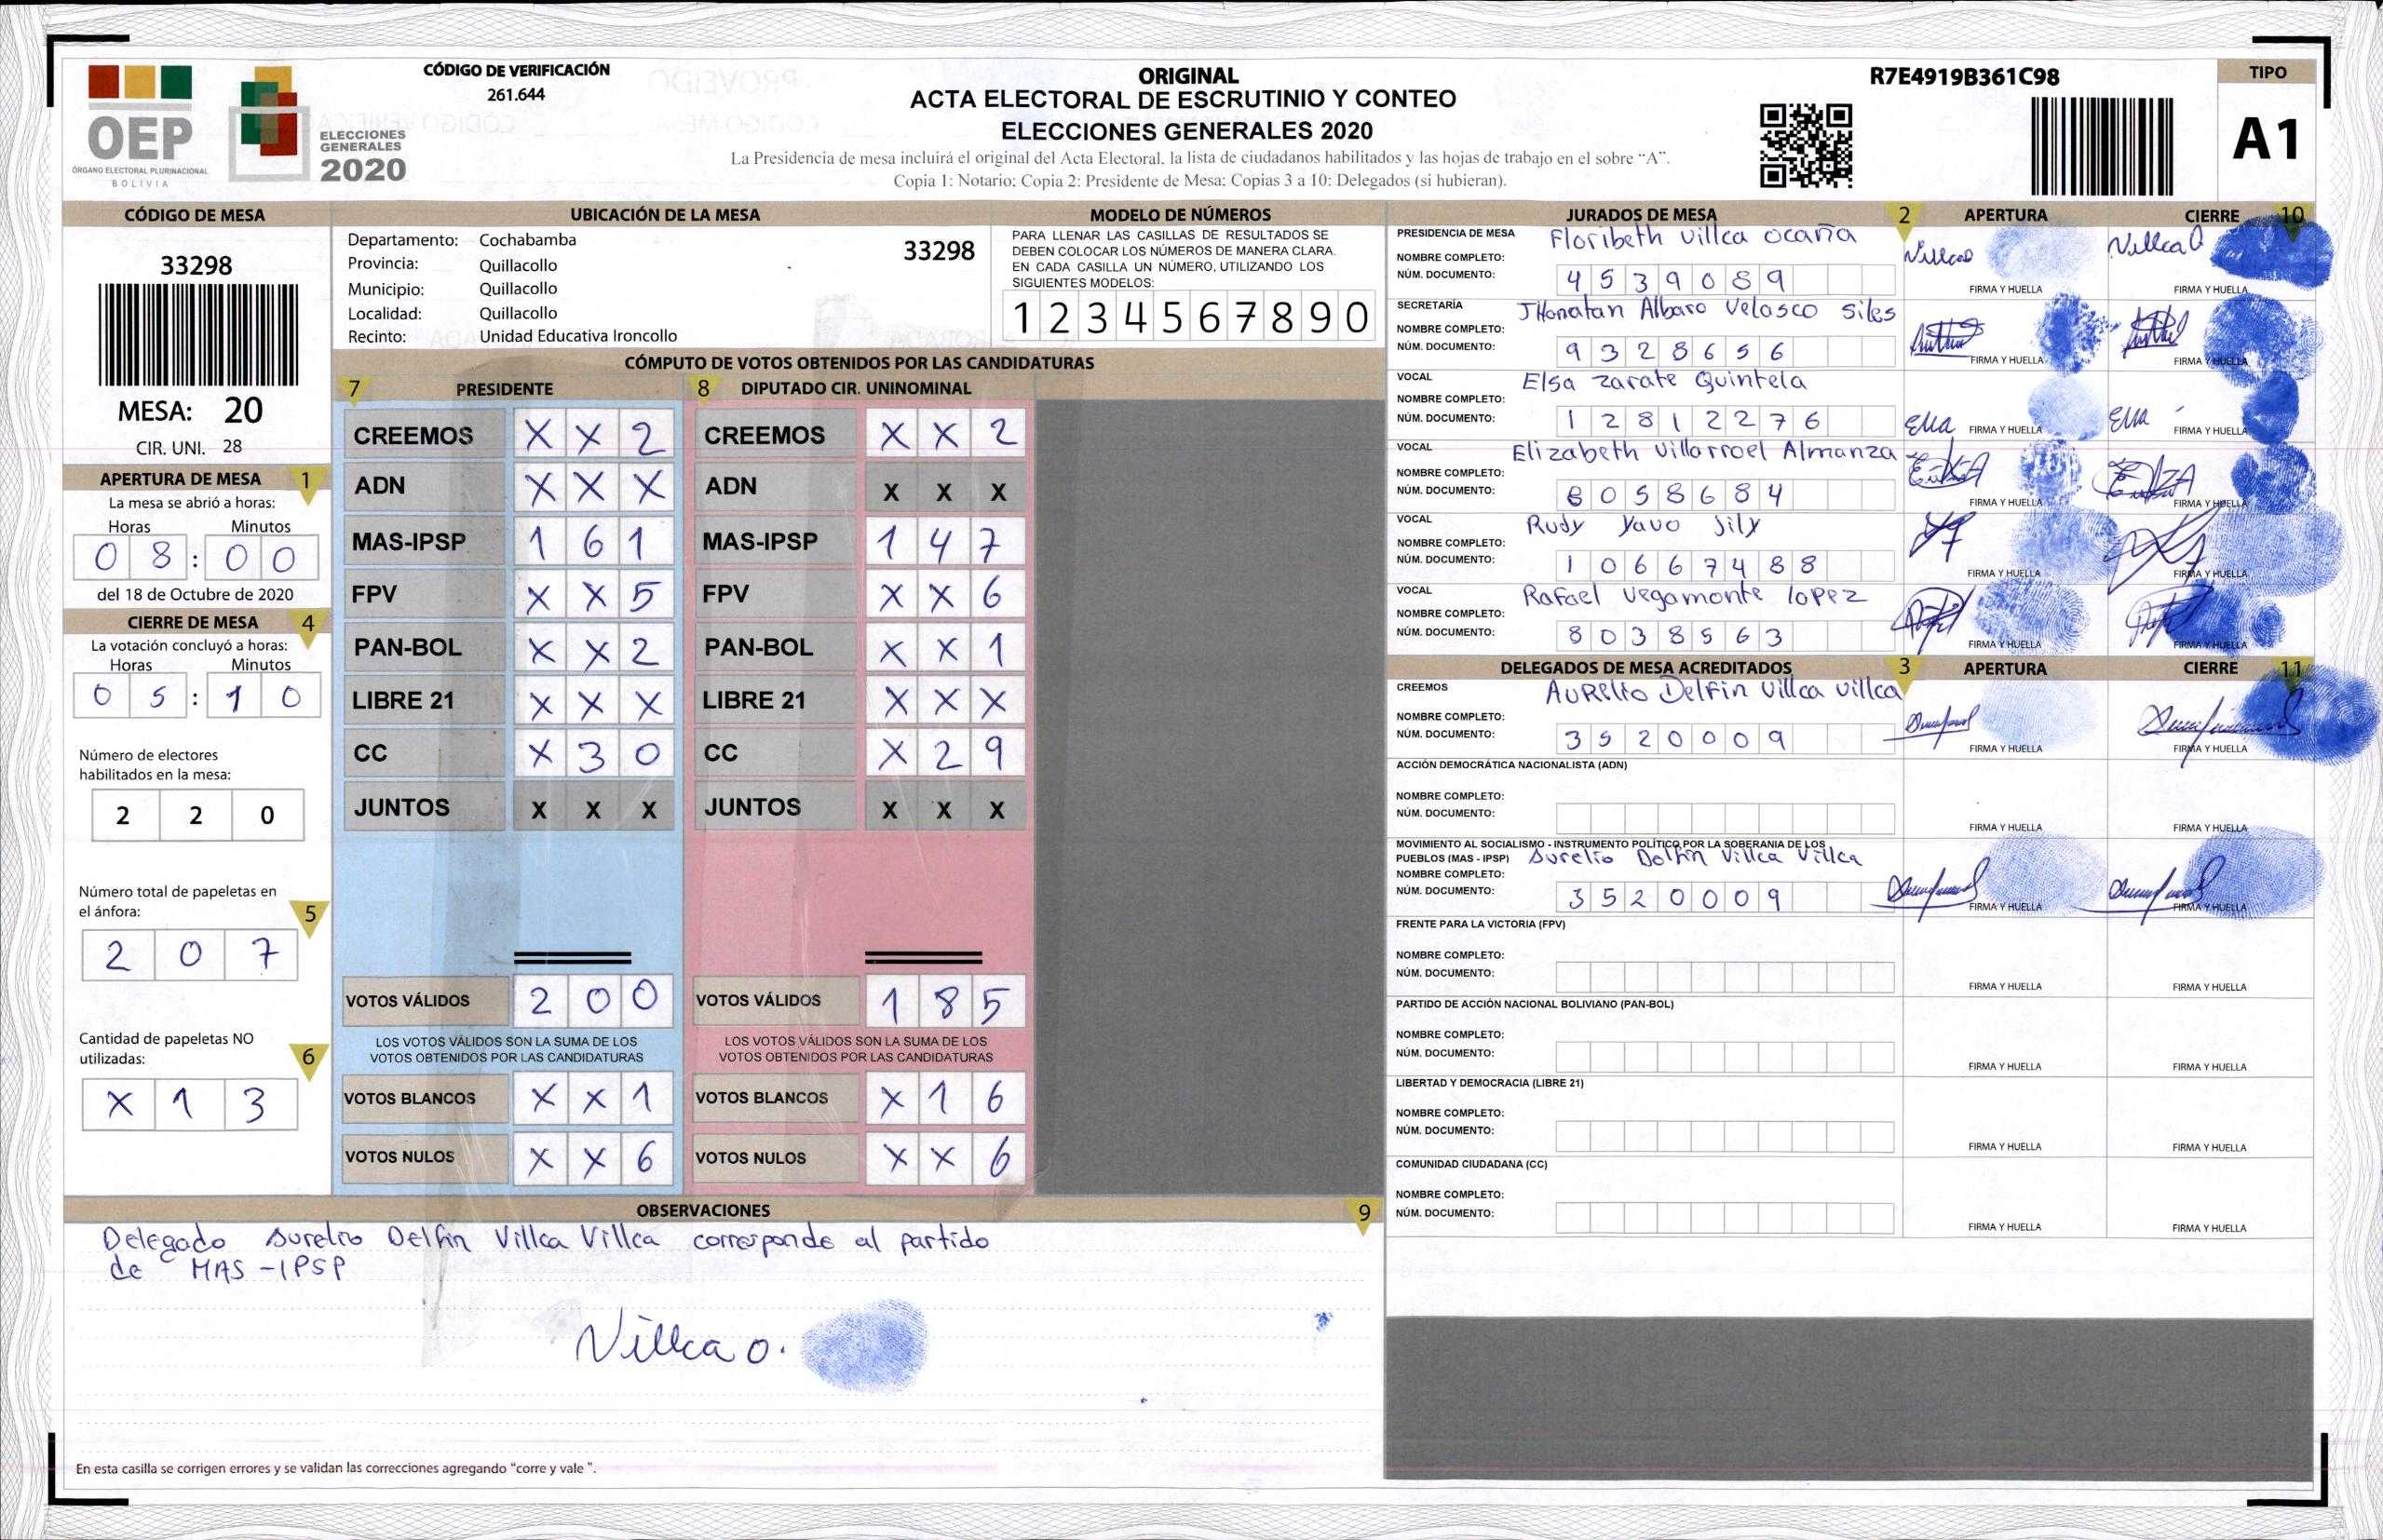 OEP
ÓRGANO ELECTORAL PLURINACIONAL
BOLIVIA
ELECCIONES
GENERALES
2020
CÓDIGO DE VERIFICACIÓN
261.644
ORIGINAL
ACTA ELECTORAL DE ESCRUTINIO Y CONTEO
ELECCIONES GENERALES 2020
La Presidencia de mesa incluirá el original del Acta Electoral, la lista de ciudadanos habilitados y las hojas de trabajo en el sobre "A".
Copia 1: Notario; Copia 2: Presidente de Mesa; Copias 3 a 10: Delegados (si hubieran).
R7E4919B361C98
TIPO
A1
CÓDIGO DE MESA
33298
MESA: 20
CIR. UNI. 28
APERTURA DE MESA 1
La mesa se abrió a horas:
Horas Minutos
0 8 : 0 0
del 18 de Octubre de 2020
CIERRE DE MESA 4
La votación concluyó a horas:
Horas Minutos
0 5 : 1 0
Número de electores
habilitados en la mesa:
2 2 0
Número total de papeletas en
el ánfora:
5
2 0 7
Cantidad de papeletas NO
utilizadas:
6
X 1 3
UBICACIÓN DE LA MESA
Departamento: Cochabamba
33298
Provincia: Quillacollo
Municipio: Quillacollo
Localidad: Quillacollo
Recinto: Unidad Educativa Ironcollo
MODELO DE NÚMEROS
PARA LLENAR LAS CASILLAS DE RESULTADOS SE
DEBEN COLOCAR LOS NÚMEROS DE MANERA CLARA.
EN CADA CASILLA UN NÚMERO, UTILIZANDO LOS
SIGUIENTES MODELOS:
1 2 3 4 5 6 7 8 9 0
CÓMPUTO DE VOTOS OBTENIDOS POR LAS CANDIDATURAS
7 PRESIDENTE
CREEMOS X X 2
ADN X X X
MAS-IPSP 1 6 1
FPV X X 5
PAN-BOL X X 2
LIBRE 21 X X X
CC X 3 0
JUNTOS X X X
VOTOS VÁLIDOS 2 0 0
LOS VOTOS VÁLIDOS SON LA SUMA DE LOS
VOTOS OBTENIDOS POR LAS CANDIDATURAS
VOTOS BLANCOS X X 1
VOTOS NULOS X X 6
8 DIPUTADO CIR. UNINOMINAL
CREEMOS X X 2
ADN X X X
MAS-IPSP 1 4 7
FPV X X 6
PAN-BOL X X 1
LIBRE 21 X X X
CC X 2 9
JUNTOS X X X
VOTOS VÁLIDOS 1 8 5
LOS VOTOS VÁLIDOS SON LA SUMA DE LOS
VOTOS OBTENIDOS POR LAS CANDIDATURAS
VOTOS BLANCOS X 1 6
VOTOS NULOS X X 6
OBSERVACIONES 9
Delegado Aurelio Delfin Villca Villca corresponde al partido
de MAS-IPSP
Villca O.
En esta casilla se corrigen errores y se validan las correcciones agregando "corre y vale ".
JURADOS DE MESA 2 APERTURA CIERRE 10
PRESIDENCIA DE MESA Floribeth Villca Ocaña
NOMBRE COMPLETO:
NÚM. DOCUMENTO: 4 5 3 9 0 8 9
FIRMA Y HUELLA FIRMA Y HUELLA
SECRETARÍA JHonatan Albaro Velasco Siles
NOMBRE COMPLETO:
NÚM. DOCUMENTO: 9 3 2 8 6 5 6
FIRMA Y HUELLA FIRMA Y HUELLA
VOCAL Elsa Zarate Quintela
NOMBRE COMPLETO:
NÚM. DOCUMENTO: 1 2 8 1 2 2 7 6
FIRMA Y HUELLA FIRMA Y HUELLA
VOCAL Elizabeth Villarroel Almanza
NOMBRE COMPLETO:
NÚM. DOCUMENTO: 8 0 5 8 6 8 4
FIRMA Y HUELLA FIRMA Y HUELLA
VOCAL Rudy Yavo Jily
NOMBRE COMPLETO:
NÚM. DOCUMENTO: 1 0 6 6 7 4 8 8
FIRMA Y HUELLA FIRMA Y HUELLA
VOCAL Rafael Vegamonte lopez
NOMBRE COMPLETO:
NÚM. DOCUMENTO: 8 0 3 8 5 6 3
FIRMA Y HUELLA FIRMA Y HUELLA
DELEGADOS DE MESA ACREDITADOS 3 APERTURA CIERRE 11
CREEMOS AURElio Delfin Villca Villca
NOMBRE COMPLETO:
NÚM. DOCUMENTO: 3 5 2 0 0 0 9
FIRMA Y HUELLA FIRMA Y HUELLA
ACCIÓN DEMOCRÁTICA NACIONALISTA (ADN)
NOMBRE COMPLETO:
NÚM. DOCUMENTO:
FIRMA Y HUELLA FIRMA Y HUELLA
MOVIMIENTO AL SOCIALISMO - INSTRUMENTO POLÍTICO POR LA SOBERANIA DE LOS
PUEBLOS (MAS - IPSP) Aurelio Dolfin Villca Villca
NOMBRE COMPLETO:
NÚM. DOCUMENTO: 3 5 2 0 0 0 9
FIRMA Y HUELLA FIRMA Y HUELLA
FRENTE PARA LA VICTORIA (FPV)
NOMBRE COMPLETO:
NÚM. DOCUMENTO:
FIRMA Y HUELLA FIRMA Y HUELLA
PARTIDO DE ACCIÓN NACIONAL BOLIVIANO (PAN-BOL)
NOMBRE COMPLETO:
NÚM. DOCUMENTO:
FIRMA Y HUELLA FIRMA Y HUELLA
LIBERTAD Y DEMOCRACIA (LIBRE 21)
NOMBRE COMPLETO:
NÚM. DOCUMENTO:
FIRMA Y HUELLA FIRMA Y HUELLA
COMUNIDAD CIUDADANA (CC)
NOMBRE COMPLETO:
NÚM. DOCUMENTO:
FIRMA Y HUELLA FIRMA Y HUELLA